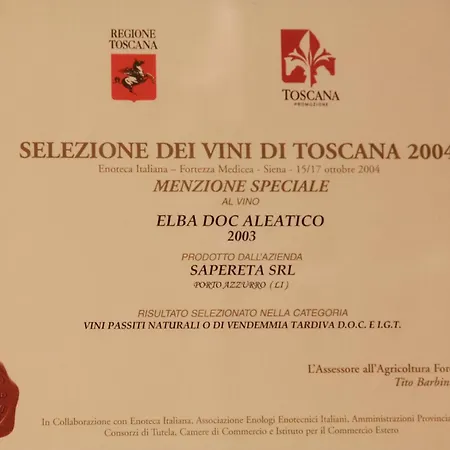 REGIONE
TOSCANA
TOSCANA
PROMOZIONE
SELEZIONE DEI VINI DI TOSCANA 2004
Enoteca Italiana – Fortezza Medicea - Siena - 15/17 ottobre 2004
MENZIONE SPECIALE
AL VINO
ELBA DOC ALEATICO
2003
PRODOTTO DALL'AZIENDA
SAPERETA SRL
PORTO AZZURRO (LI)
RISULTATO SELEZIONATO NELLA CATEGORIA
VINI PASSITI NATURALI O DI VENDEMMIA TARDIVA D.O.C. E I.G.T.
L'Assessore all'Agricoltura Fore
Tito Barbin
In Collaborazione con Enoteca Italiana, Associazione Enologi Enotecnici Italiani, Amministrazioni Provincia
Consorzi di Tutela, Camere di Commercio e Istituto per il Commercio Estero